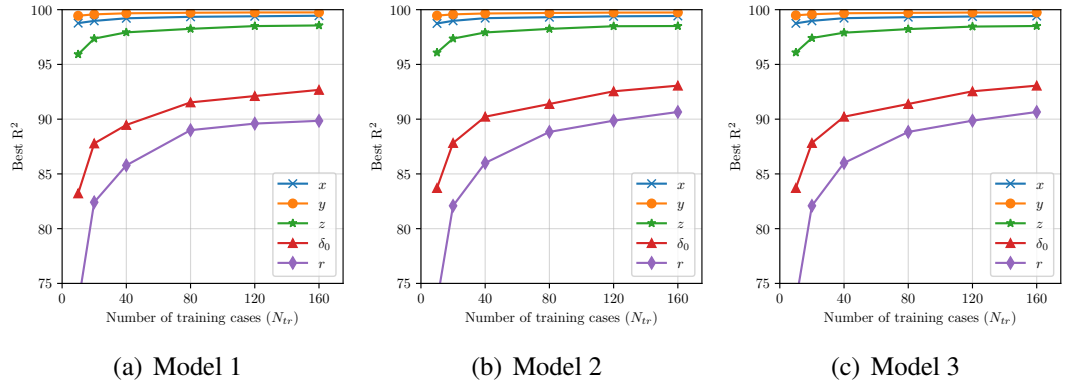 100
95
90
85
80
75
Best R²
x
y
z
δ₀
r
0 40 80 120 160
Number of training cases (Nₜᵣ)
(a) Model 1
100
95
90
85
80
75
Best R²
x
y
z
δ₀
r
0 40 80 120 160
Number of training cases (Nₜᵣ)
(b) Model 2
100
95
90
85
80
75
Best R²
x
y
z
δ₀
r
0 40 80 120 160
Number of training cases (Nₜᵣ)
(c) Model 3